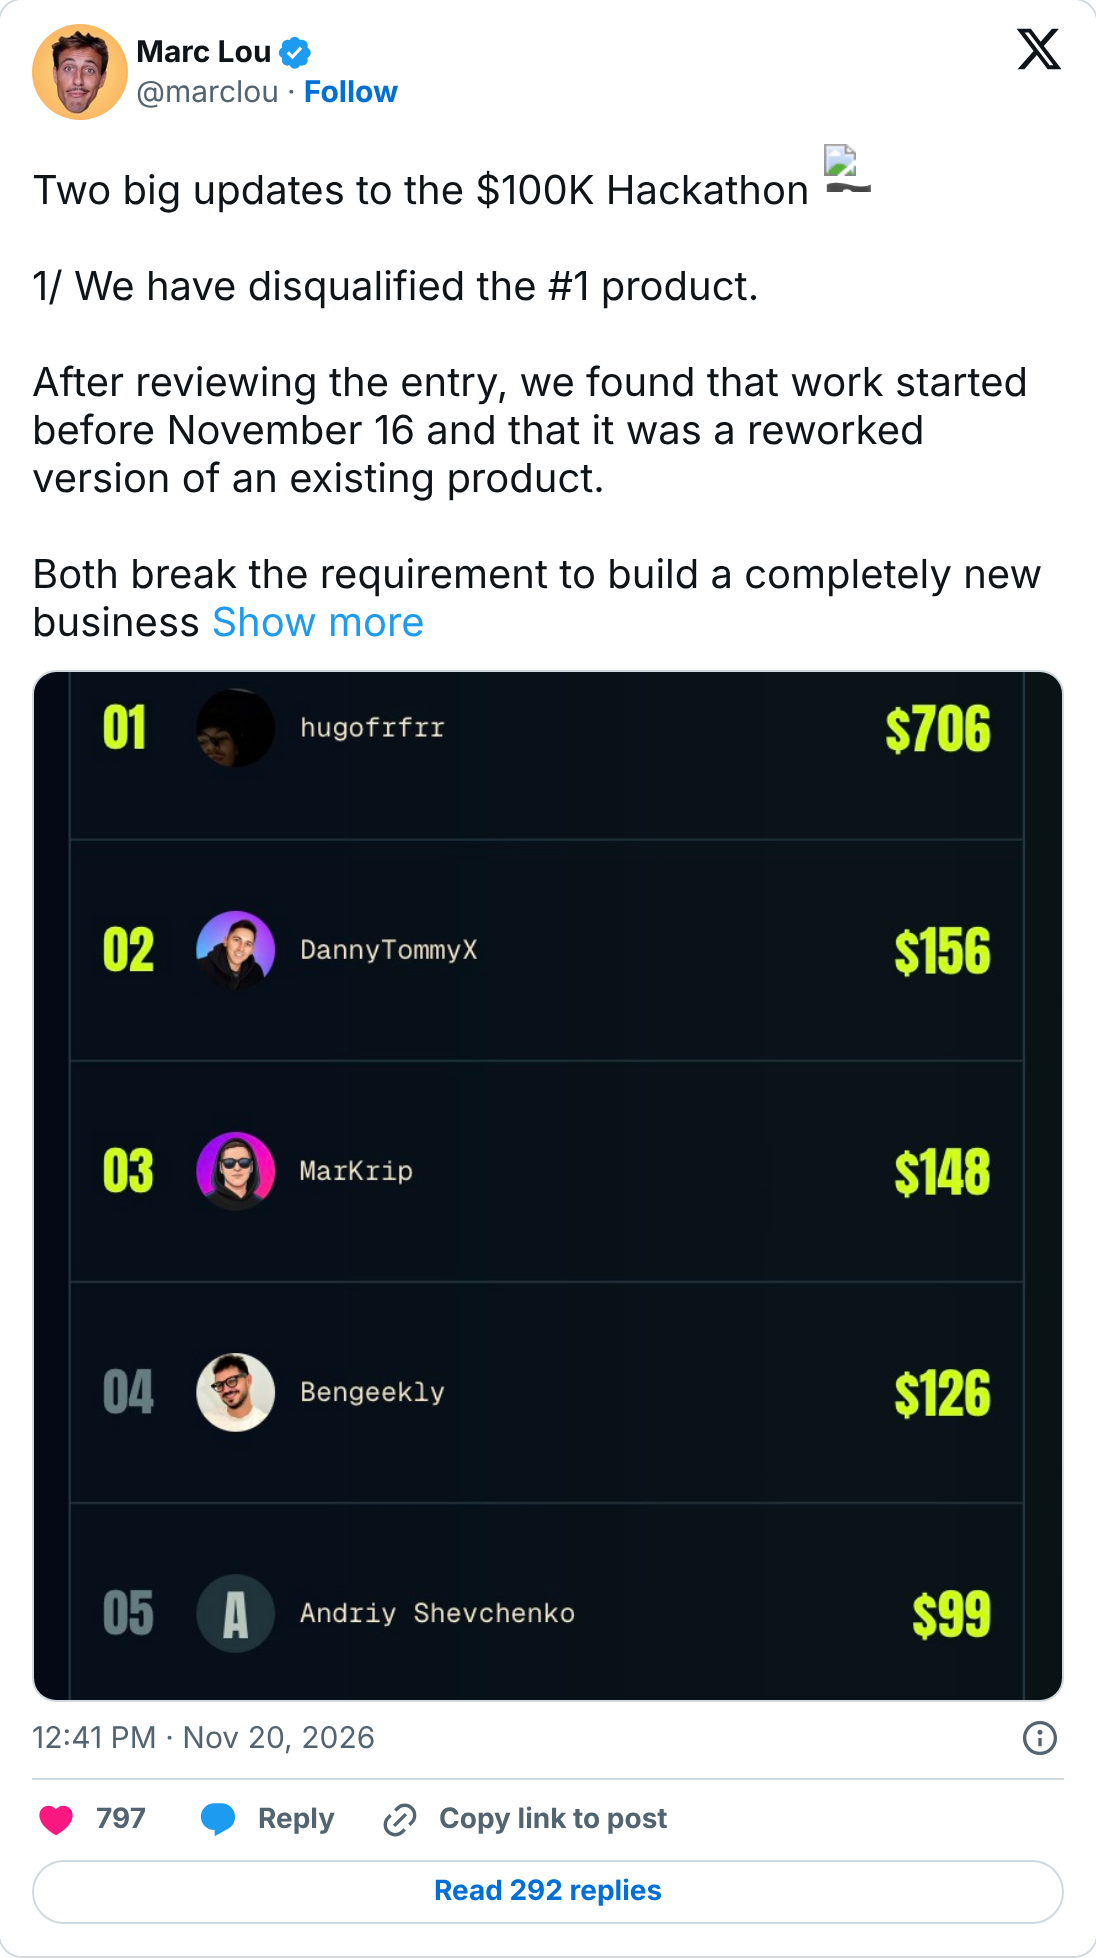 Marc Lou
@marclou · Follow
Two big updates to the $100K Hackathon
1/ We have disqualified the #1 product.
After reviewing the entry, we found that work started
before November 16 and that it was a reworked
version of an existing product.
Both break the requirement to build a completely new
business Show more
01 hugofrfrr $706
02 DannyTommyX $156
03 MarKrip $148
04 Bengeekly $126
05 A Andriy Shevchenko $99
12:41 PM · Nov 20, 2026
797 Reply Copy link to post
Read 292 replies